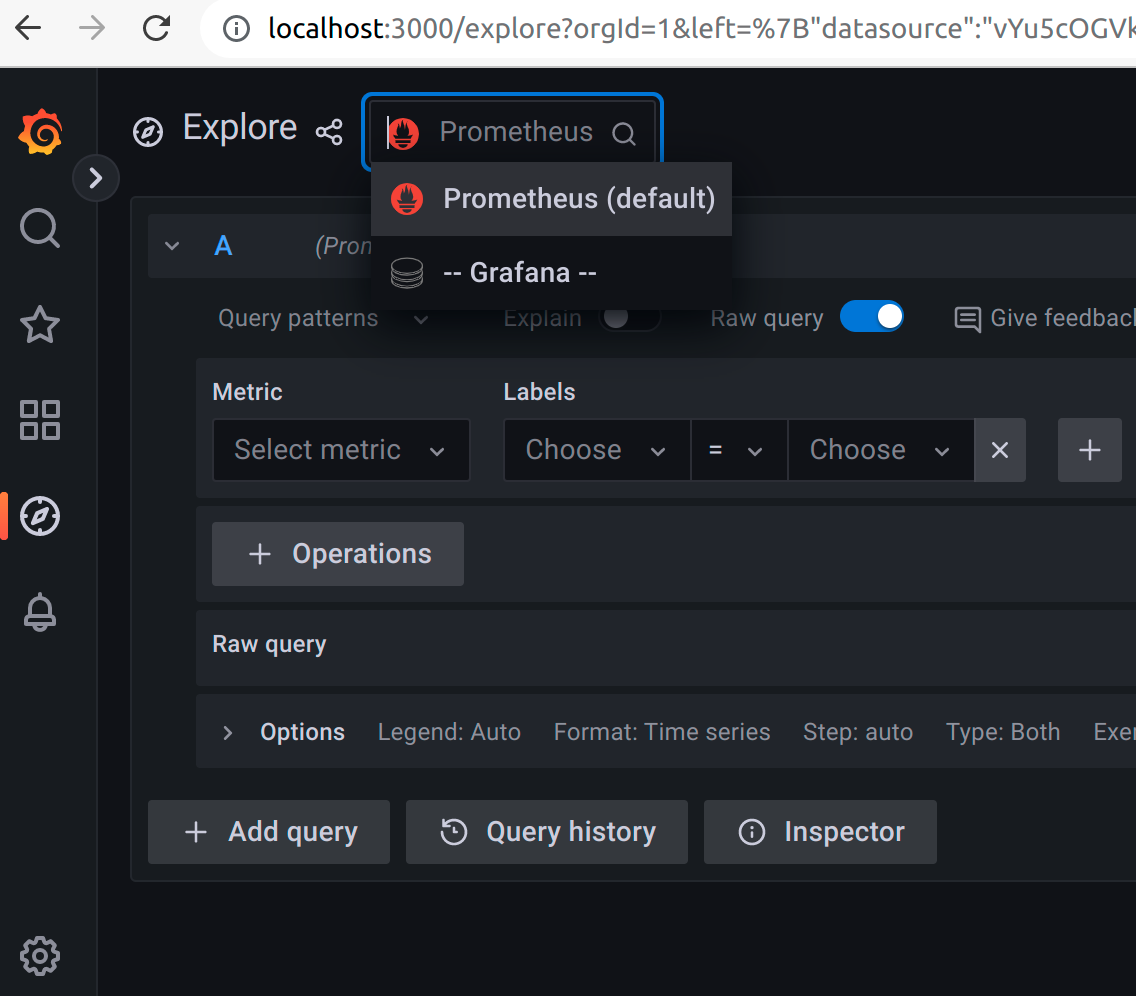 localhost:3000/explore?orgId=1&left=%7B"datasource":"vYu5cOGVk
Explore
Prometheus
Prometheus (default)
-- Grafana --
A (Pron
Query patterns Explain Raw query Give feedback
Metric Labels
Select metric Choose = Choose
Operations
Raw query
Options Legend: Auto Format: Time series Step: auto Type: Both Exem
Add query Query history Inspector